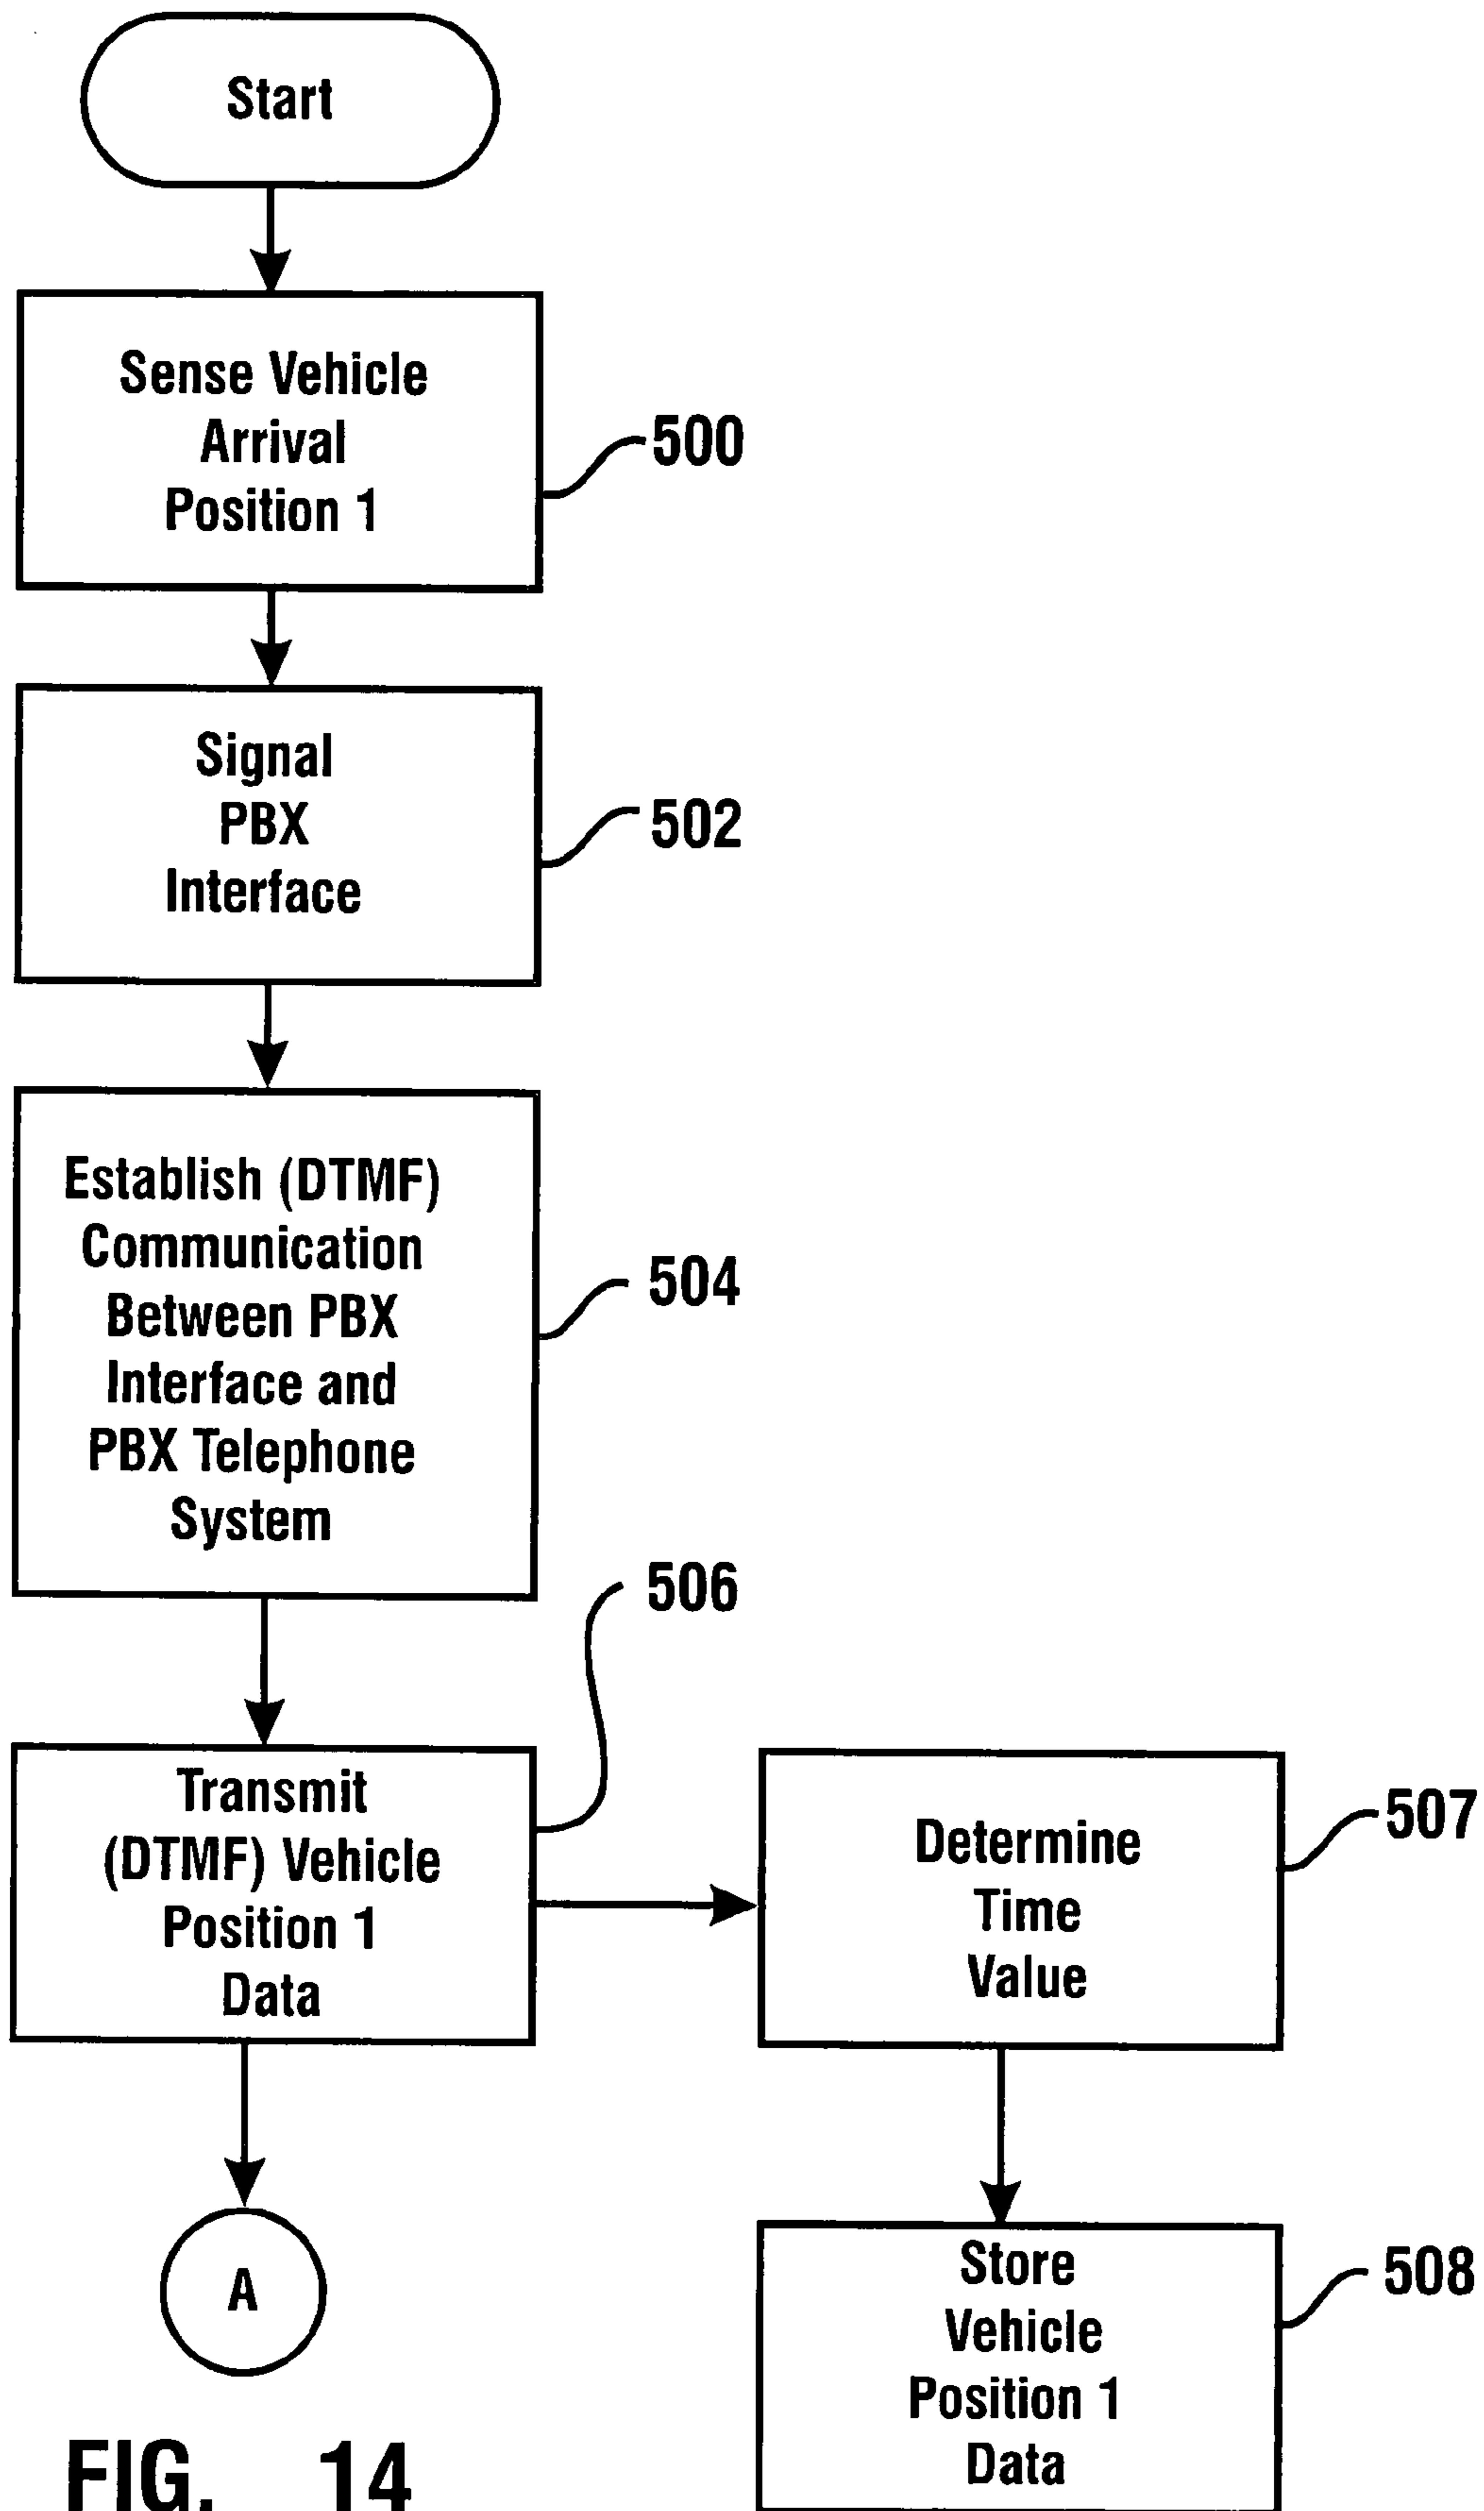 Start
Sense Vehicle
Arrival
Position 1
500
Signal
PBX
Interface
502
Establish (DTMF)
Communication
Between PBX
Interface and
PBX Telephone
System
504
506
Transmit
(DTMF) Vehicle
Position 1
Data
Determine
Time
Value
507
A
Store
Vehicle
Position 1
Data
508
FIG. 14